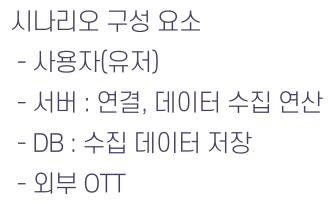 시나리오 구성 요소
- 사용자(유저)
- 서버 : 연결, 데이터 수집 연산
- DB : 수집 데이터 저장
- 외부 OTT